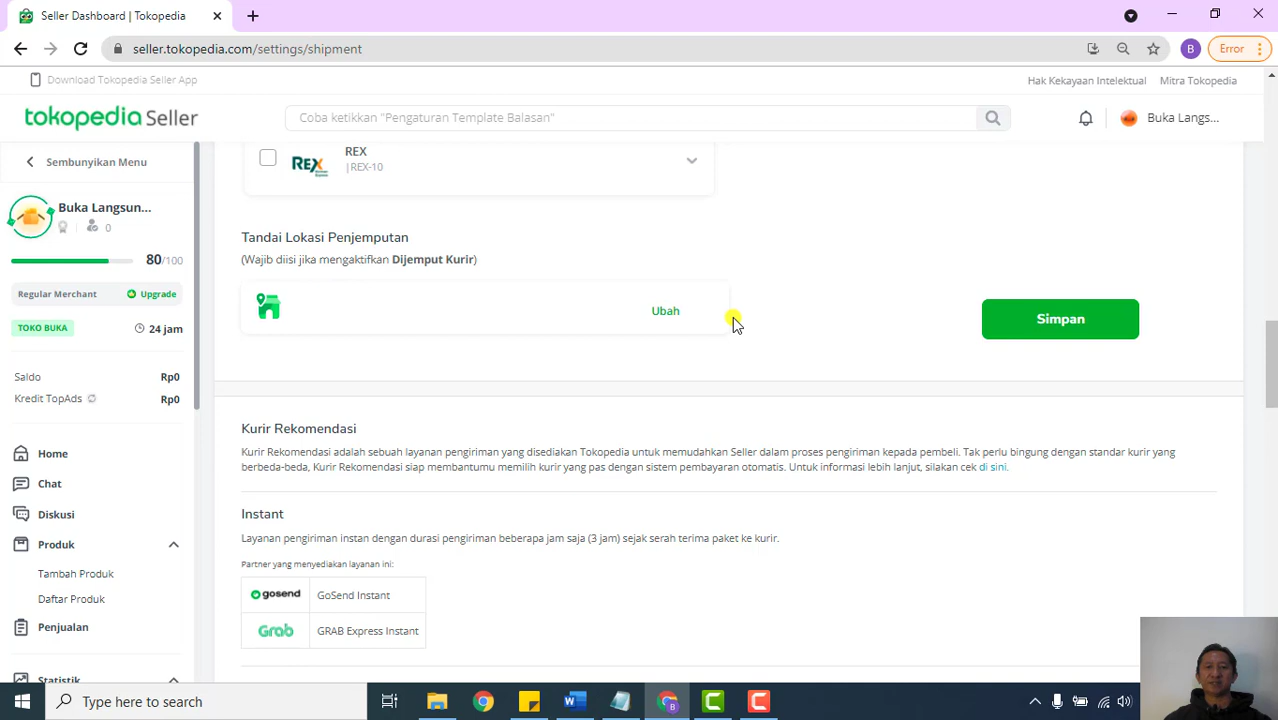 Seller Dashboard | Tokopedia
seller.tokopedia.com/settings/shipment
B
Error
Download Tokopedia Seller App
Hak Kekayaan Intelektual
Mitra Tokopedia
tokopedia Seller
Coba ketikkan "Pengaturan Template Balasan"
Buka Langs...
Sembunyikan Menu
Buka Langsun...
0
80/100
Regular Merchant
Upgrade
TOKO BUKA
24 jam
Saldo
Rp0
Kredit TopAds
Rp0
Home
Chat
Diskusi
Produk
Tambah Produk
Daftar Produk
Penjualan
Statistik
REX
REX
|REX-10
Tandai Lokasi Penjemputan
(Wajib diisi jika mengaktifkan Dijemput Kurir)
Ubah
Simpan
Kurir Rekomendasi
Kurir Rekomendasi adalah sebuah layanan pengiriman yang disediakan Tokopedia untuk memudahkan Seller dalam proses pengiriman kepada pembeli. Tak perlu bingung dengan standar kurir yang
berbeda-beda, Kurir Rekomendasi siap membantumu memilih kurir yang pas dengan sistem pembayaran otomatis. Untuk informasi lebih lanjut, silakan cek di sini.
Instant
Layanan pengiriman instan dengan durasi pengiriman beberapa jam saja (3 jam) sejak serah terima paket ke kurir.
Partner yang menyediakan layanan ini:
gosend
GoSend Instant
Grab
GRAB Express Instant
Type here to search